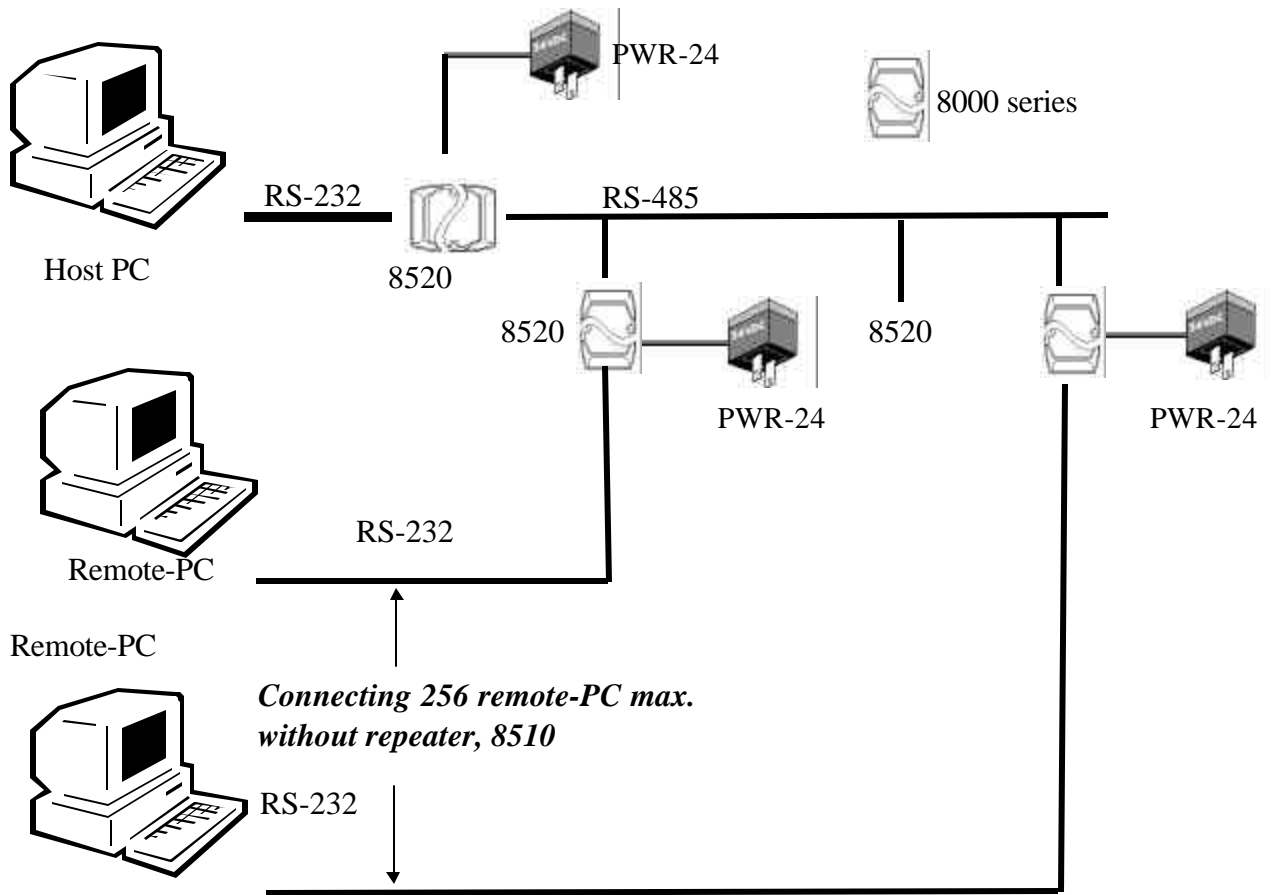 PWR-24
8000 series
RS-232
RS-485
Host PC
8520
8520
8520
PWR-24
PWR-24
RS-232
Remote-PC
Remote-PC
Connecting 256 remote-PC max.
without repeater, 8510
RS-232